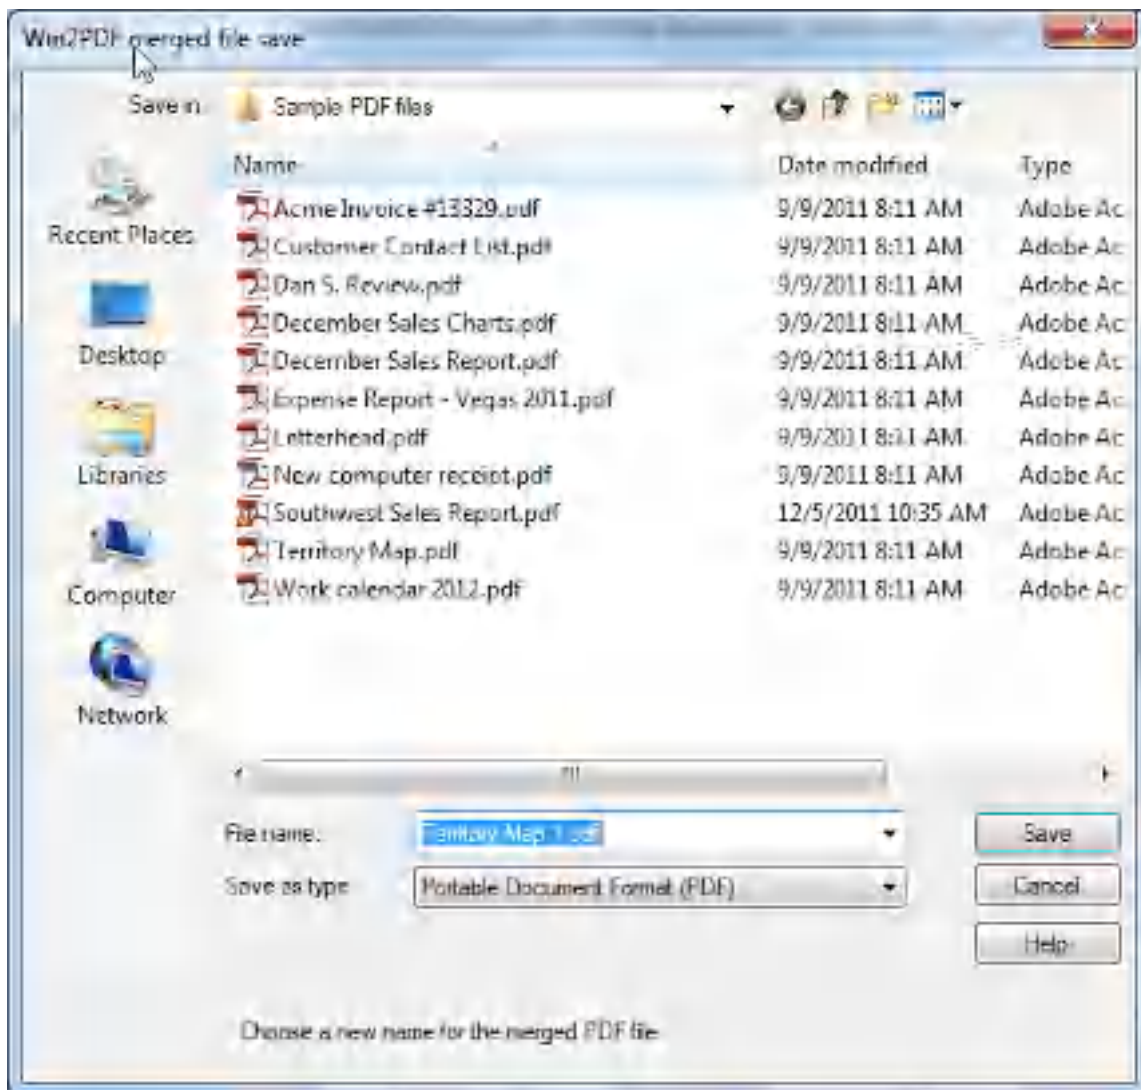 Win2PDF merged file save
Save in
Sample PDF files
Name
Date modified
Type
Acme Invoice #13329.pdf
9/9/2011 8:11 AM
Adobe Ac
Customer Contact List.pdf
9/9/2011 8:11 AM
Adobe Ac
Dan S. Review.pdf
9/9/2011 8:11 AM
Adobe Ac
December Sales Charts.pdf
9/9/2011 8:11 AM
Adobe Ac
December Sales Report.pdf
9/9/2011 8:11 AM
Adobe Ac
Expense Report - Vegas 2011.pdf
9/9/2011 8:11 AM
Adobe Ac
Letterhead.pdf
9/9/2011 8:11 AM
Adobe Ac
New computer receipt.pdf
9/9/2011 8:11 AM
Adobe Ac
Southwest Sales Report.pdf
12/5/2011 10:35 AM
Adobe Ac
Territory Map.pdf
9/9/2011 8:11 AM
Adobe Ac
Work calendar 2012.pdf
9/9/2011 8:11 AM
Adobe Ac
Recent Places
Desktop
Libraries
Computer
Network
File name:
Territory Map 1.pdf
Save
Save as type
Portable Document Format (PDF)
Cancel
Help
Choose a new name for the merged PDF file